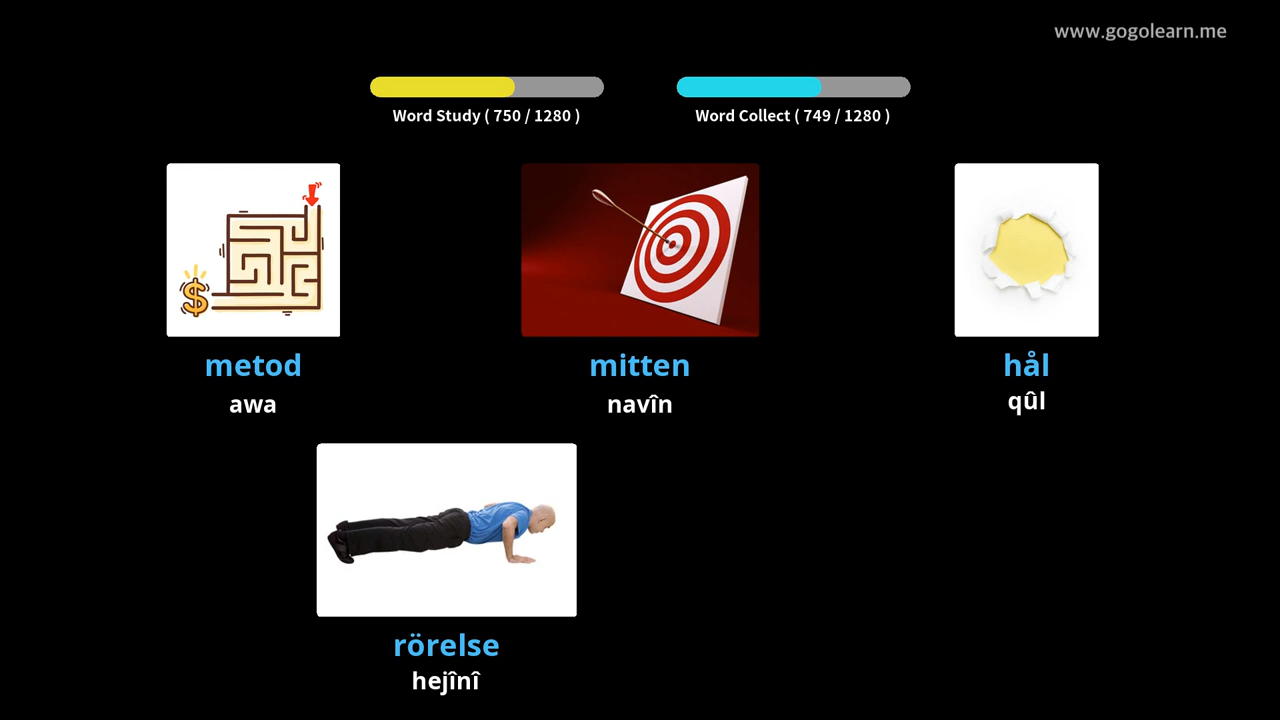 www.gogolearn.me
Word Study ( 750 / 1280 )
Word Collect ( 749 / 1280 )
metod
awa
mitten
navîn
hål
qûl
rörelse
hejînî